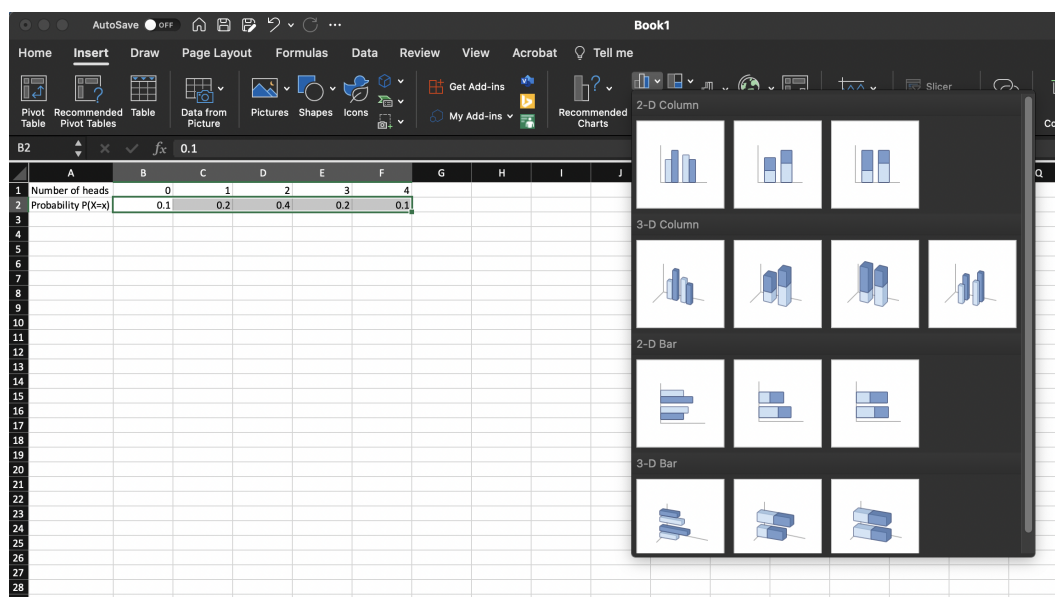 AutoSave OFF
Book1
Home Insert Draw Page Layout Formulas Data Review View Acrobat Tell me
Pivot Table
Recommended Pivot Tables
Table
Data from Picture
Pictures
Shapes
Icons
Get Add-ins
My Add-ins
Recommended Charts
Slicer
Co
B2 fx 0.1
A B C D E F G H I J Q
1 Number of heads 0 1 2 3 4
2 Probability P(X=x) 0.1 0.2 0.4 0.2 0.1
3
4
5
6
7
8
9
10
11
12
13
14
15
16
17
18
19
20
21
22
23
24
25
26
27
28
2-D Column
3-D Column
2-D Bar
3-D Bar